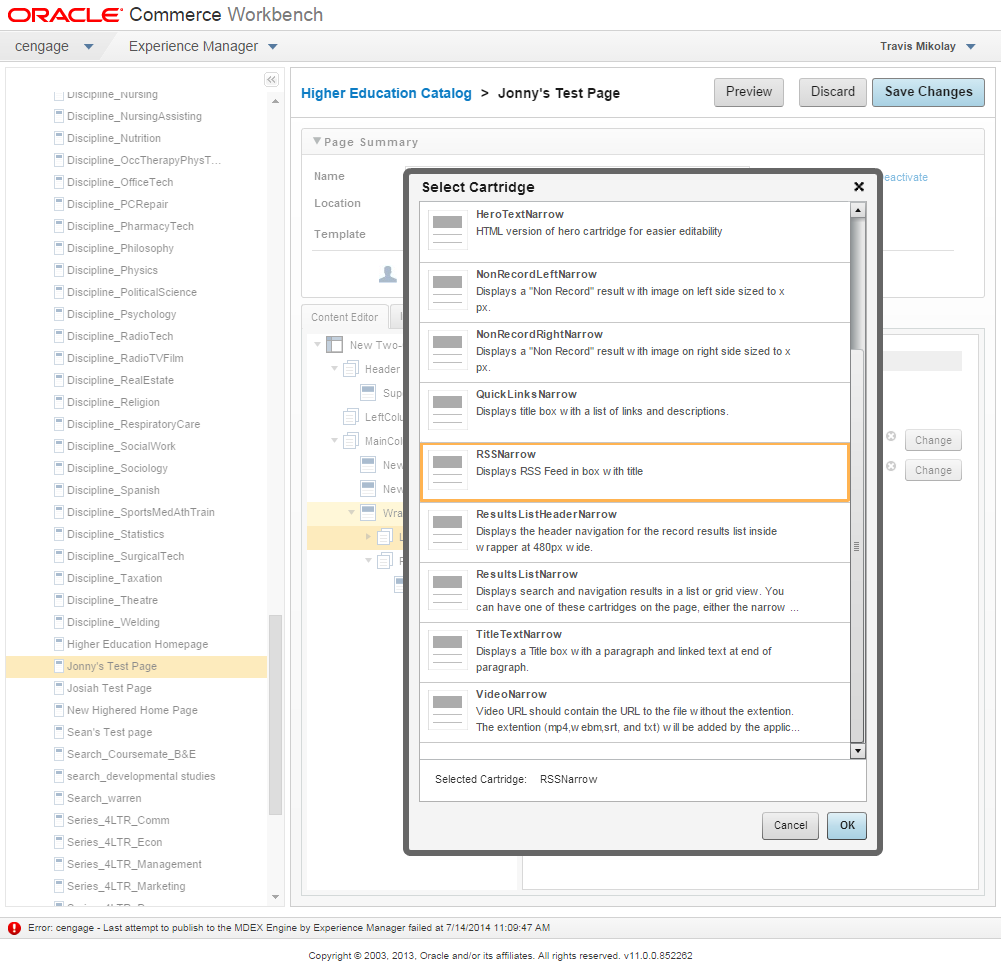 ORACLE Commerce Workbench
cengage Experience Manager Travis Mikolay
Discipline_Nursing
Discipline_NursingAssisting
Discipline_Nutrition
Discipline_OccTherapyPhysT...
Discipline_OfficeTech
Discipline_PCRepair
Discipline_PharmacyTech
Discipline_Philosophy
Discipline_Physics
Discipline_PoliticalScience
Discipline_Psychology
Discipline_RadioTech
Discipline_RadioTVFilm
Discipline_RealEstate
Discipline_Religion
Discipline_RespiratoryCare
Discipline_SocialWork
Discipline_Sociology
Discipline_Spanish
Discipline_SportsMedAthTrain
Discipline_Statistics
Discipline_SurgicalTech
Discipline_Taxation
Discipline_Theatre
Discipline_Welding
Higher Education Homepage
Jonny's Test Page
Josiah Test Page
New Highered Home Page
Sean's Test page
Search_Coursemate_B&E
search_developmental studies
Search_warren
Series_4LTR_Comm
Series_4LTR_Econ
Series_4LTR_Management
Series_4LTR_Marketing
Higher Education Catalog > Jonny's Test Page Preview Discard Save Changes
Page Summary
Name
eactivate
Location
Template
Content Editor
New Two-
Header
Sup
LeftColu
MainCol
New
New
Wra
Change
Change
Select Cartridge
HeroTextNarrow
HTML version of hero cartridge for easier editability
NonRecordLeftNarrow
Displays a "Non Record" result with image on left side sized to x
px.
NonRecordRightNarrow
Displays a "Non Record" result with image on right side sized to x
px.
QuickLinksNarrow
Displays title box with a list of links and descriptions.
RSSNarrow
Displays RSS Feed in box with title
ResultsListHeaderNarrow
Displays the header navigation for the record results list inside
wrapper at 480px wide.
ResultsListNarrow
Displays search and navigation results in a list or grid view. You
can have one of these cartridges on the page, either the narrow ...
TitleTextNarrow
Displays a Title box with a paragraph and linked text at end of
paragraph.
VideoNarrow
Video URL should contain the URL to the file without the extention.
The extention (mp4,webm,srt, and txt) will be added by the applic...
Selected Cartridge: RSSNarrow
Cancel OK
Error: cengage - Last attempt to publish to the MDEX Engine by Experience Manager failed at 7/14/2014 11:09:47 AM
Copyright © 2003, 2013, Oracle and/or its affiliates. All rights reserved. v11.0.0.852262